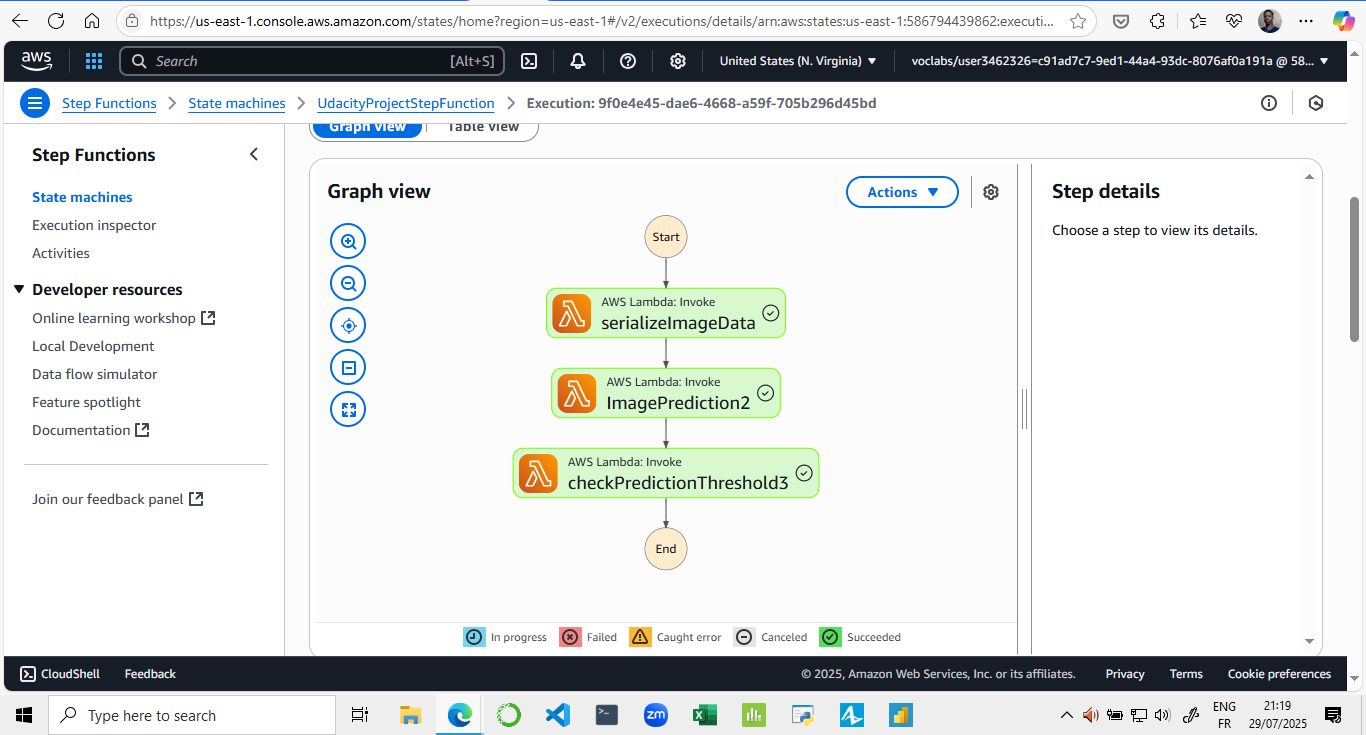 https://us-east-1.console.aws.amazon.com/states/home?region=us-east-1#/v2/executions/details/arn:aws:states:us-east-1:586794439862:executi...
aws
Search [Alt+S]
United States (N. Virginia)
voclabs/user3462326=c91ad7c7-9ed1-44a4-93dc-8076af0a191a @ 58...
Step Functions
State machines
UdacityProjectStepFunction
Execution: 9f0e4e45-dae6-4668-a59f-705b296d45bd
Graph view
Table view
Step Functions
State machines
Execution inspector
Activities
Developer resources
Online learning workshop
Local Development
Data flow simulator
Feature spotlight
Documentation
Join our feedback panel
Graph view
Actions
Start
AWS Lambda: Invoke
serializeImageData
AWS Lambda: Invoke
ImagePrediction2
AWS Lambda: Invoke
checkPredictionThreshold3
End
In progress
Failed
Caught error
Canceled
Succeeded
Step details
Choose a step to view its details.
CloudShell
Feedback
© 2025, Amazon Web Services, Inc. or its affiliates.
Privacy
Terms
Cookie preferences
Type here to search
zm
ENG
FR
21:19
29/07/2025